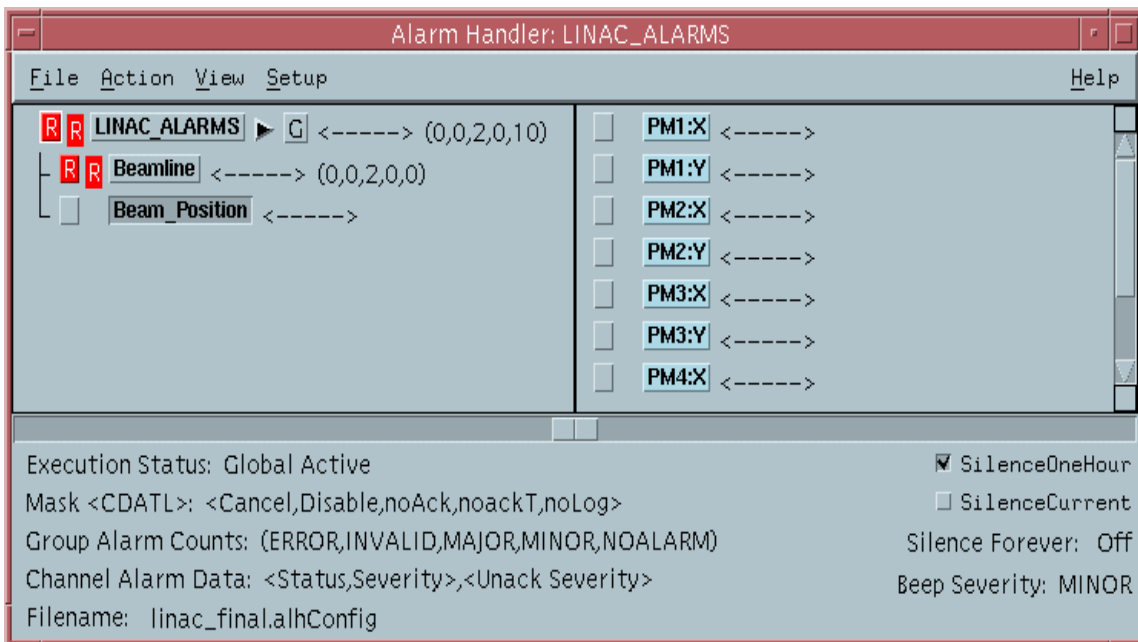 Alarm Handler: LINAC_ALARMS
File Action View Setup Help
R R LINAC_ALARMS G <-----> (0,0,2,0,10)
R R Beamline <-----> (0,0,2,0,0)
Beam_Position <----->
PM1:X <----->
PM1:Y <----->
PM2:X <----->
PM2:Y <----->
PM3:X <----->
PM3:Y <----->
PM4:X <----->
Execution Status: Global Active
Mask <CDATL>: <Cancel,Disable,noAck,noackT,noLog>
Group Alarm Counts: (ERROR,INVALID,MAJOR,MINOR,NOALARM)
Channel Alarm Data: <Status,Severity>,<Unack Severity>
Filename: linac_final.alhConfig
SilenceOneHour
SilenceCurrent
Silence Forever: Off
Beep Severity: MINOR